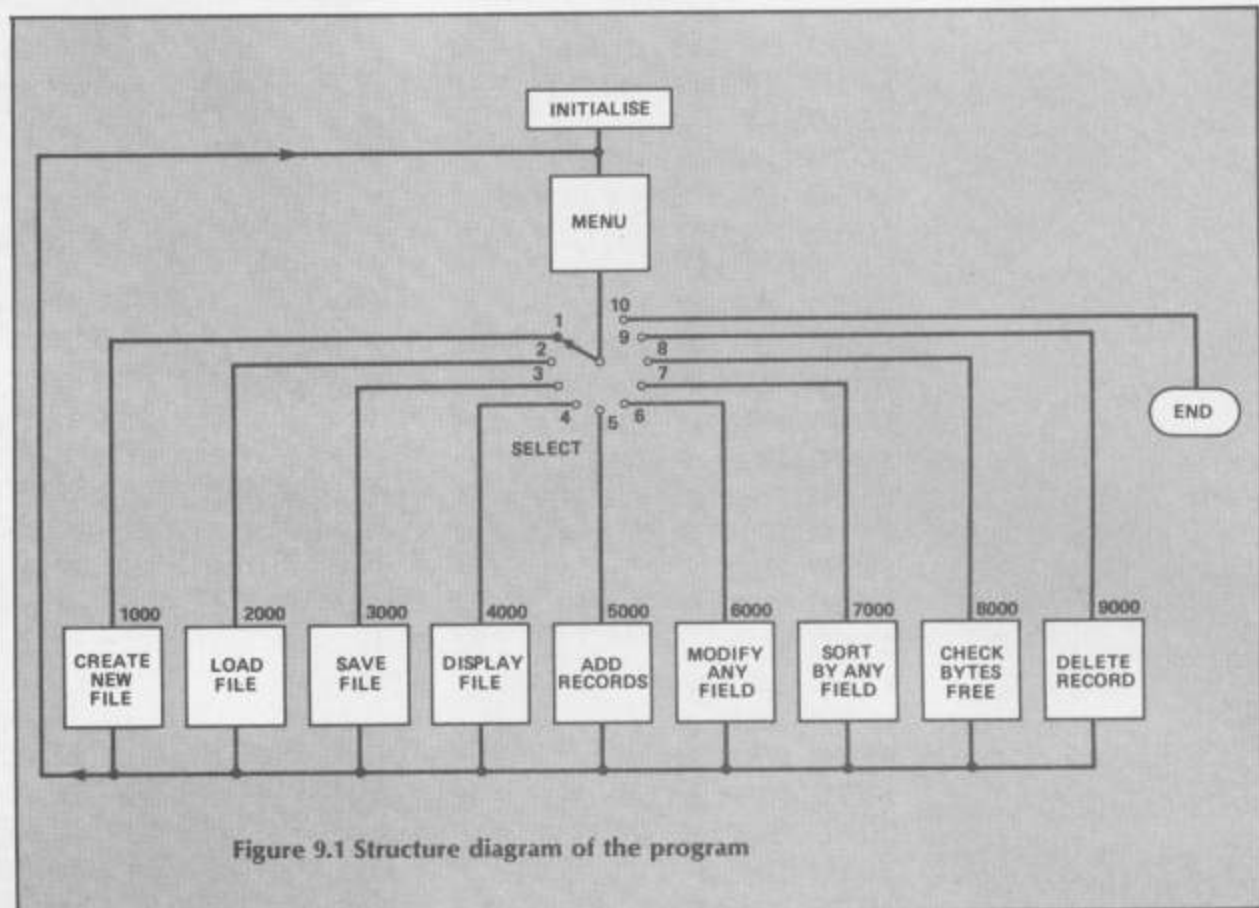 INITIALISE
MENU
10
1
9
2
8
3
7
4
5
6
SELECT
END
1000
2000
3000
4000
5000
6000
7000
8000
9000
CREATE
NEW
FILE
LOAD
FILE
SAVE
FILE
DISPLAY
FILE
ADD
RECORDS
MODIFY
ANY
FIELD
SORT
BY ANY
FIELD
CHECK
BYTES
FREE
DELETE
RECORD
Figure 9.1 Structure diagram of the program